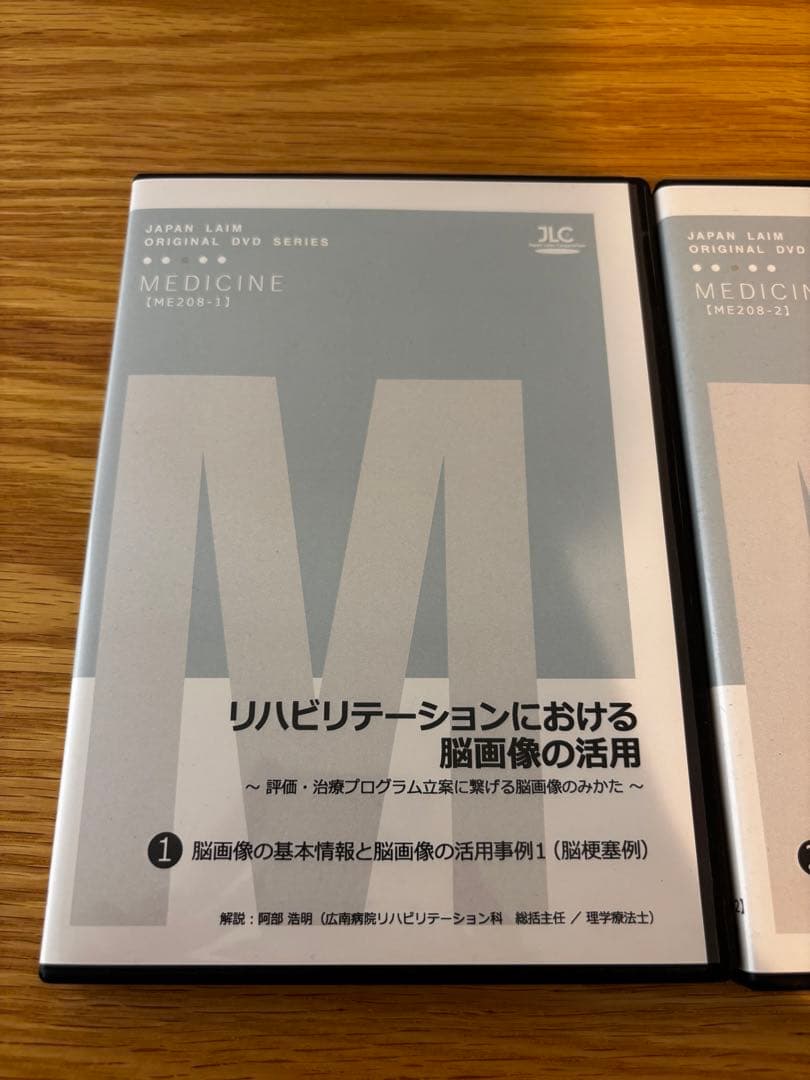 JAPAN LAIM
ORIGINAL DVD SERIES
MEDICINE
【ME208-1】
JLC
Japan Laim Corporation
リハビリテーションにおける
脳画像の活用
〜 評価・治療プログラム立案に繋げる脳画像のみかた 〜
❶ 脳画像の基本情報と脳画像の活用事例1（脳梗塞例）
解説：阿部 浩明（広南病院リハビリテーション科 総括主任 ／ 理学療法士）
JAPAN LAIM
ORIGINAL DVD
MEDICIN
【ME208-2】